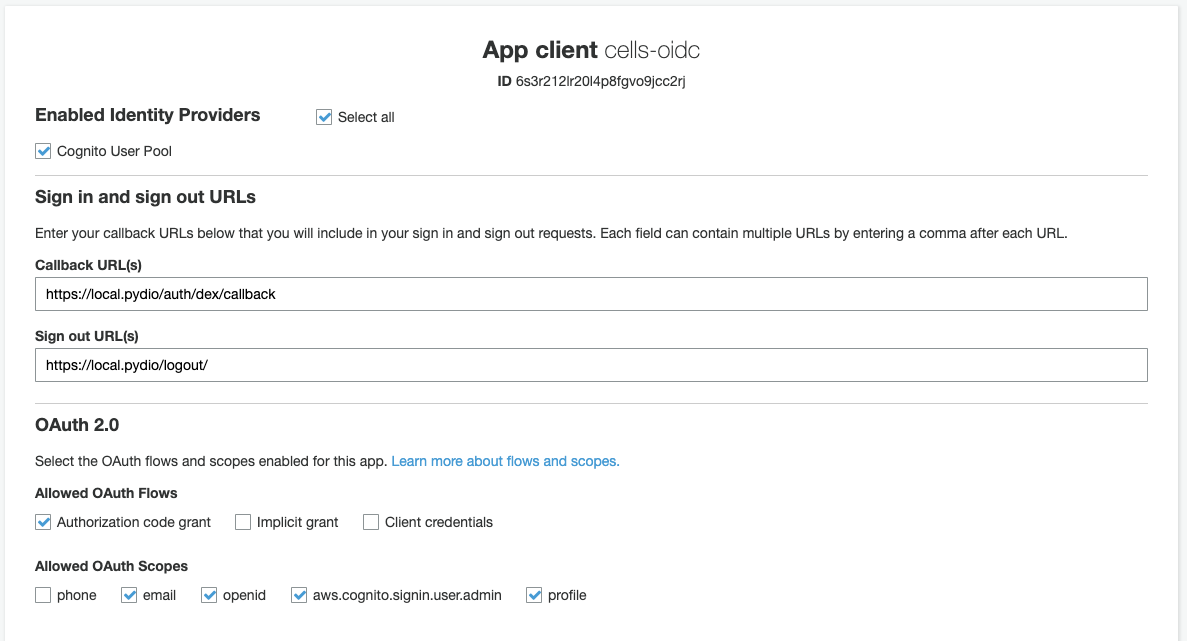 App client cells-oidc
ID 6s3r212lr20l4p8fgvo9jcc2rj
Enabled Identity Providers Select all
Cognito User Pool
Sign in and sign out URLs
Enter your callback URLs below that you will include in your sign in and sign out requests. Each field can contain multiple URLs by entering a comma after each URL.
Callback URL(s)
https://local.pydio/auth/dex/callback
Sign out URL(s)
https://local.pydio/logout/
OAuth 2.0
Select the OAuth flows and scopes enabled for this app. Learn more about flows and scopes.
Allowed OAuth Flows
Authorization code grant Implicit grant Client credentials
Allowed OAuth Scopes
phone email openid aws.cognito.signin.user.admin profile